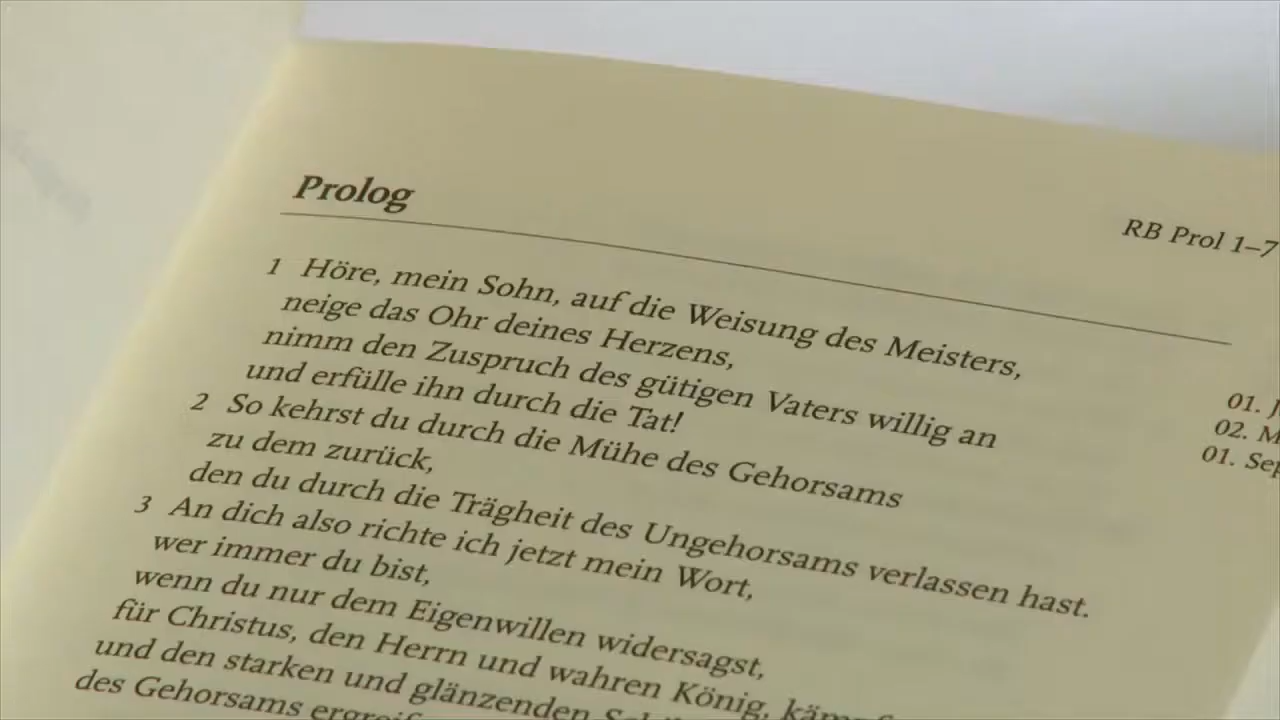 Prolog
RB Prol 1–7
1 Höre, mein Sohn, auf die Weisung des Meisters,
neige das Ohr deines Herzens,
nimm den Zuspruch des gütigen Vaters willig an
und erfülle ihn durch die Tat!
2 So kehrst du durch die Mühe des Gehorsams
zu dem zurück,
den du durch die Trägheit des Ungehorsams verlassen hast.
3 An dich also richte ich jetzt mein Wort,
wer immer du bist,
wenn du nur dem Eigenwillen widersagst,
für Christus, den Herrn und wahren König,
und den starken und glänzenden
des Gehorsams
01.
02.
01. Sep